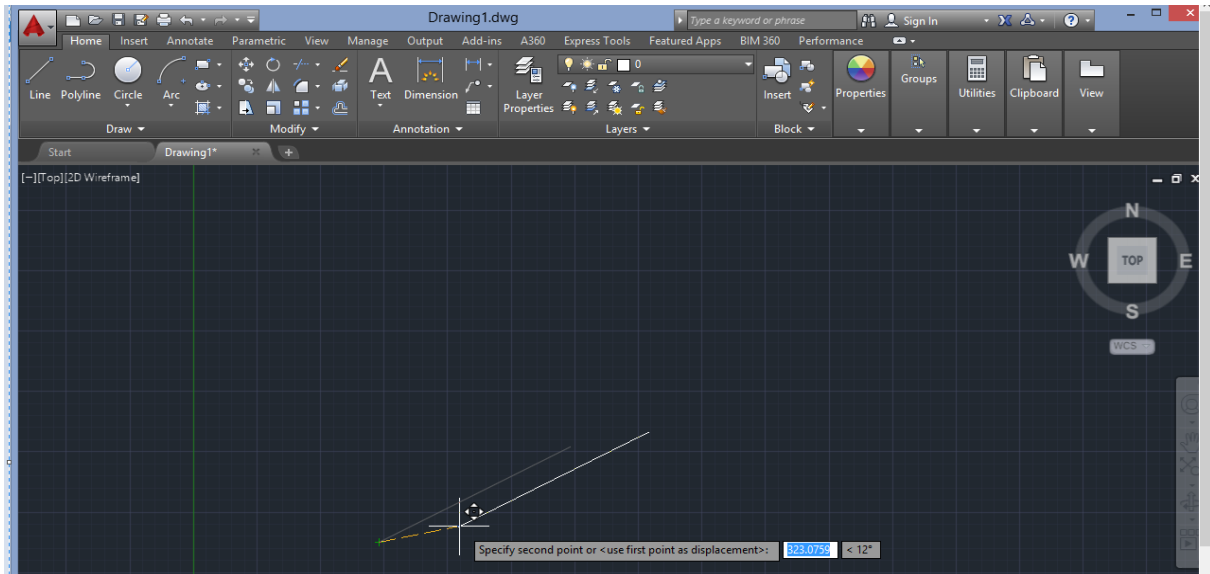 Drawing1.dwg
Type a keyword or phrase
Sign In
Home Insert Annotate Parametric View Manage Output Add-ins A360 Express Tools Featured Apps BIM 360 Performance
0
Line Polyline Circle Arc
Text Dimension
Layer Properties
Insert
Properties
Groups
Utilities
Clipboard
View
Draw Modify Annotation Layers Block
Start Drawing1*
[−][Top][2D Wireframe]
N
W TOP E
S
WCS
Specify second point or <use first point as displacement>: 323.0759 < 12°